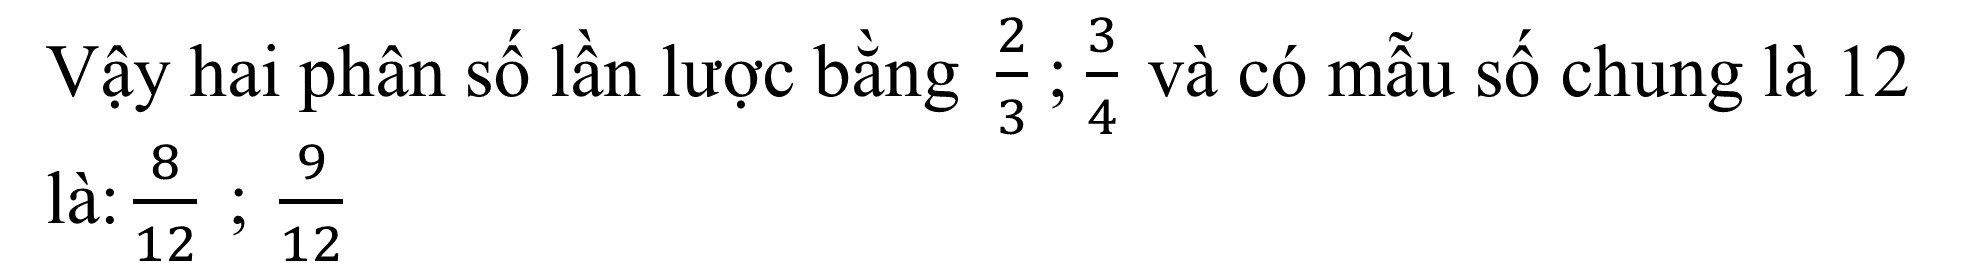 Vậy hai phân số lần lược bằng 2/3 ; 3/4 và có mẫu số chung là 12
là: 8/12 ; 9/12